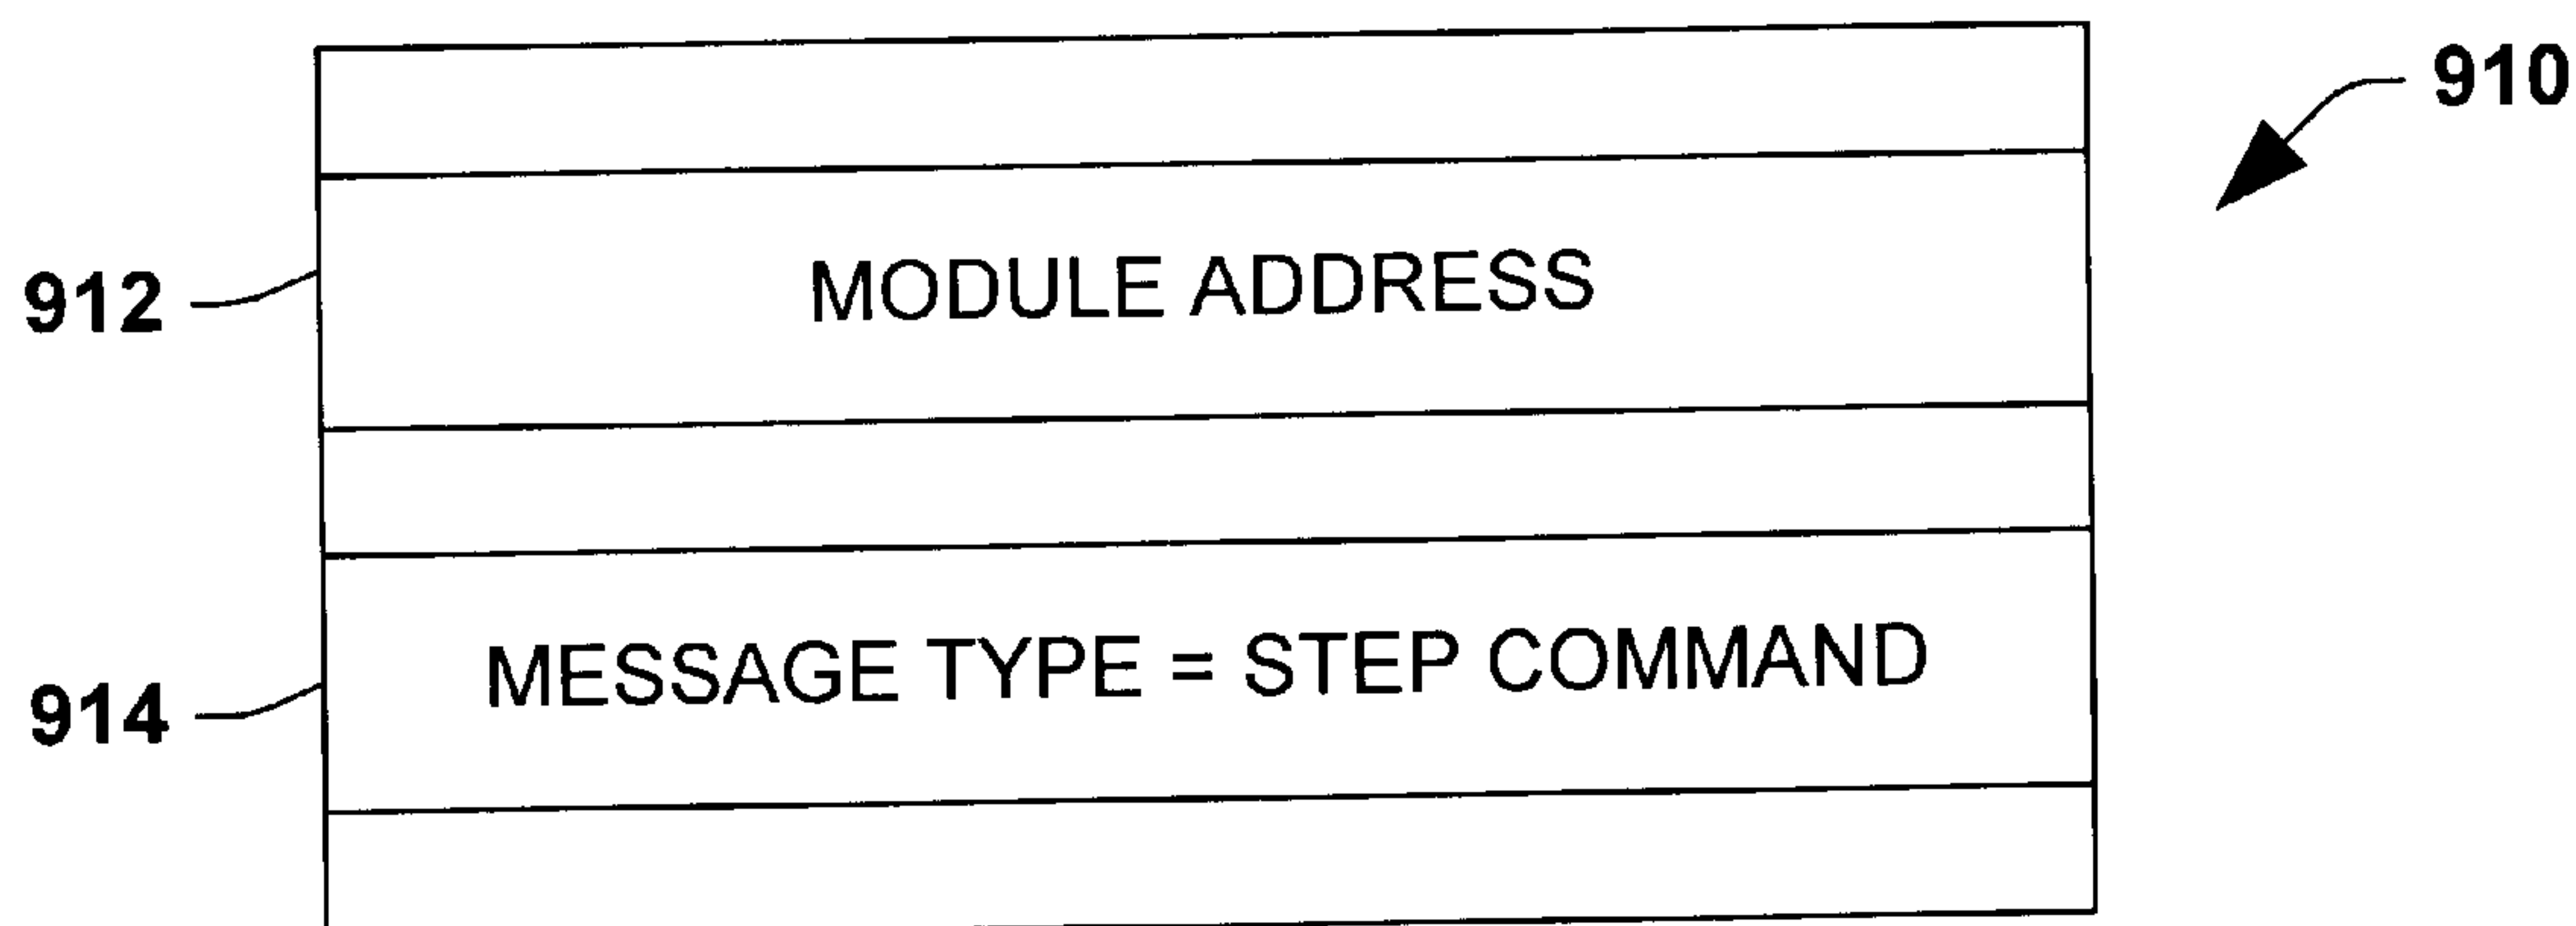 910
912
MODULE ADDRESS
914
MESSAGE TYPE = STEP COMMAND